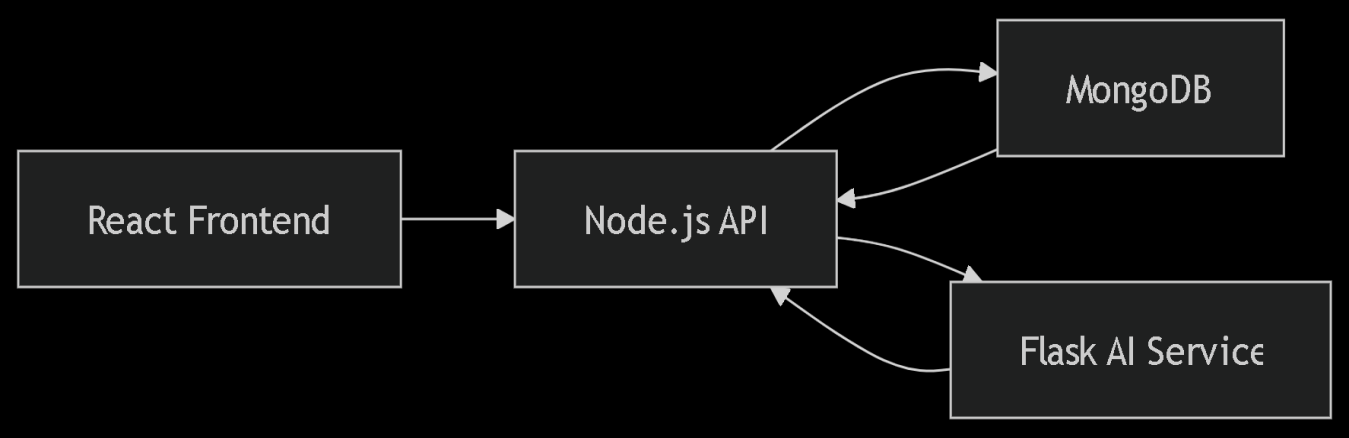 MongoDB
React Frontend
Node.js API
Flask AI Service